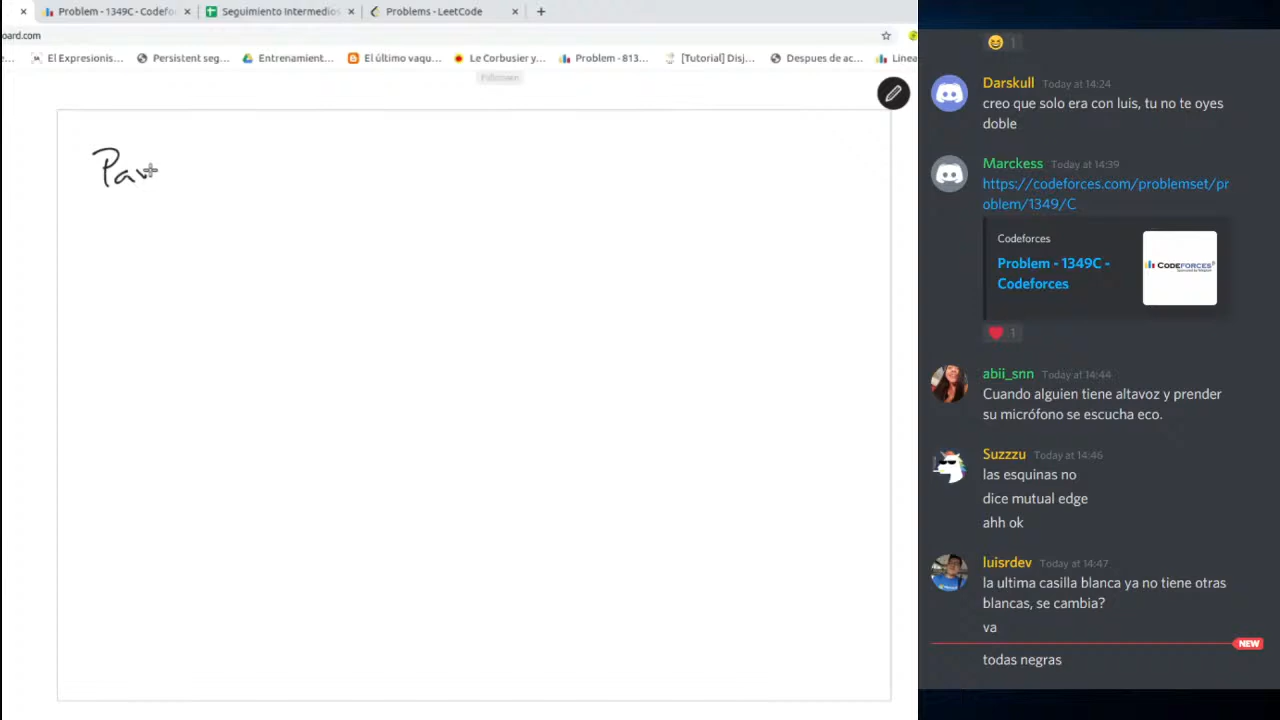 Problem - 1349C - Codefo
Seguimiento Intermedios
Problems - LeetCode
oard.com
El Expresionis...
Persistent seg...
Entrenamient...
El último vaqu...
Le Corbusier y...
Problem - 813...
[Tutorial] Disj...
Despues de ac...
Linea
Fullscreen
1
Darskull Today at 14:24
creo que solo era con luis, tu no te oyes
doble
Marckess Today at 14:39
https://codeforces.com/problemset/pr
oblem/1349/C
Codeforces
Problem - 1349C -
Codeforces
CODEFORCES
1
abii_snn Today at 14:44
Cuando alguien tiene altavoz y prender
su micrófono se escucha eco.
Suzzzu Today at 14:46
las esquinas no
dice mutual edge
ahh ok
luisrdev Today at 14:47
la ultima casilla blanca ya no tiene otras
blancas, se cambia?
va
NEW
todas negras